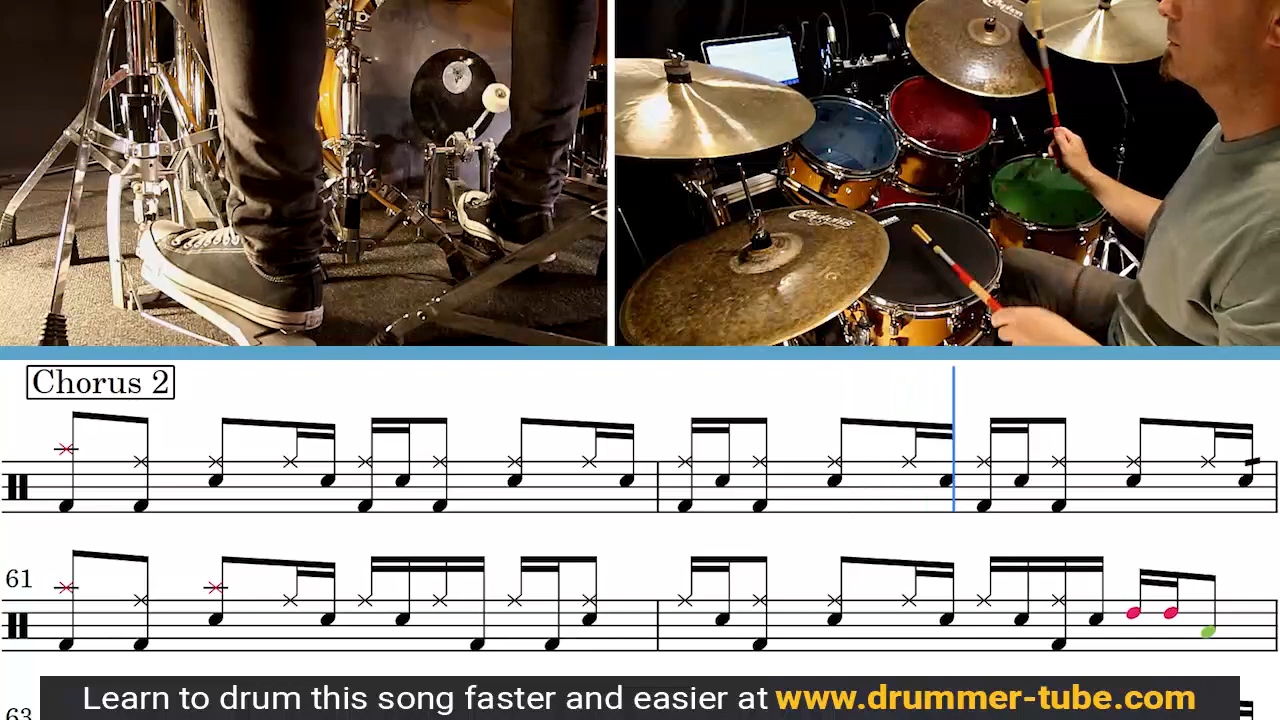 Chorus 2
61
63
Learn to drum this song faster and easier at www.drummer-tube.com